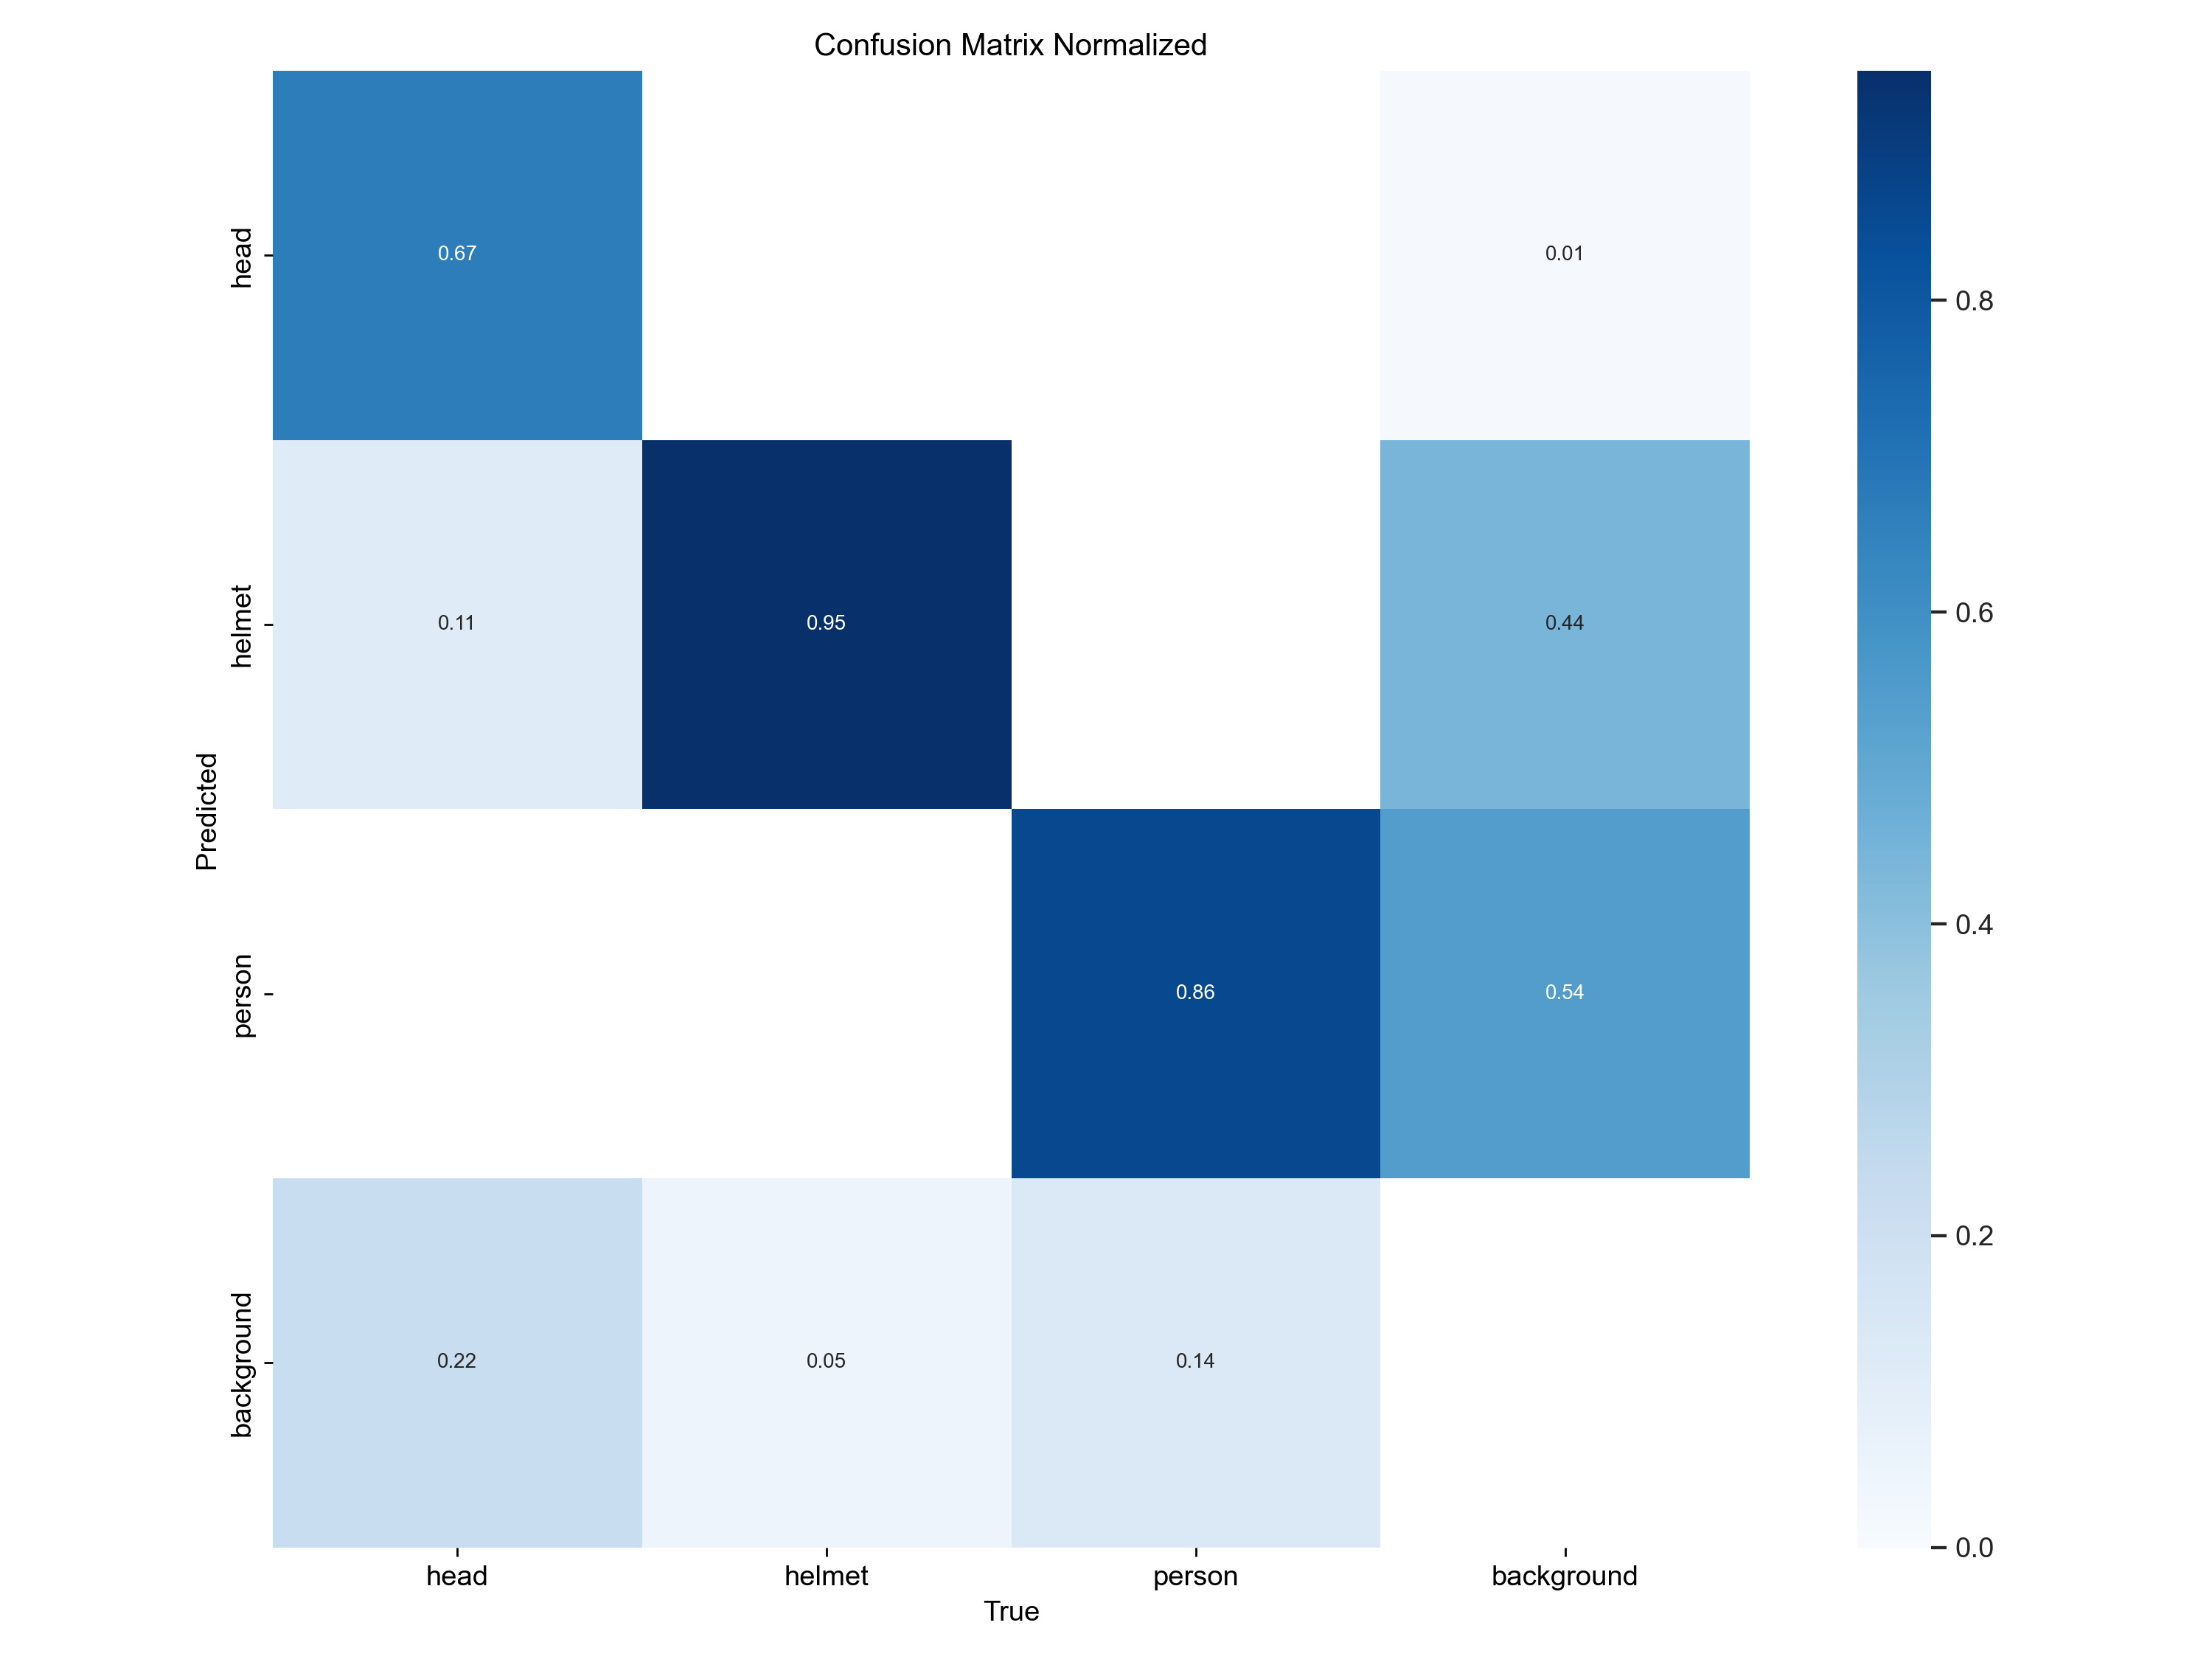 Confusion Matrix Normalized
head
0.67
0.01
helmet
0.11
0.95
0.44
person
0.86
0.54
background
0.22
0.05
0.14
Predicted
head
helmet
person
background
True
0.8
0.6
0.4
0.2
0.0